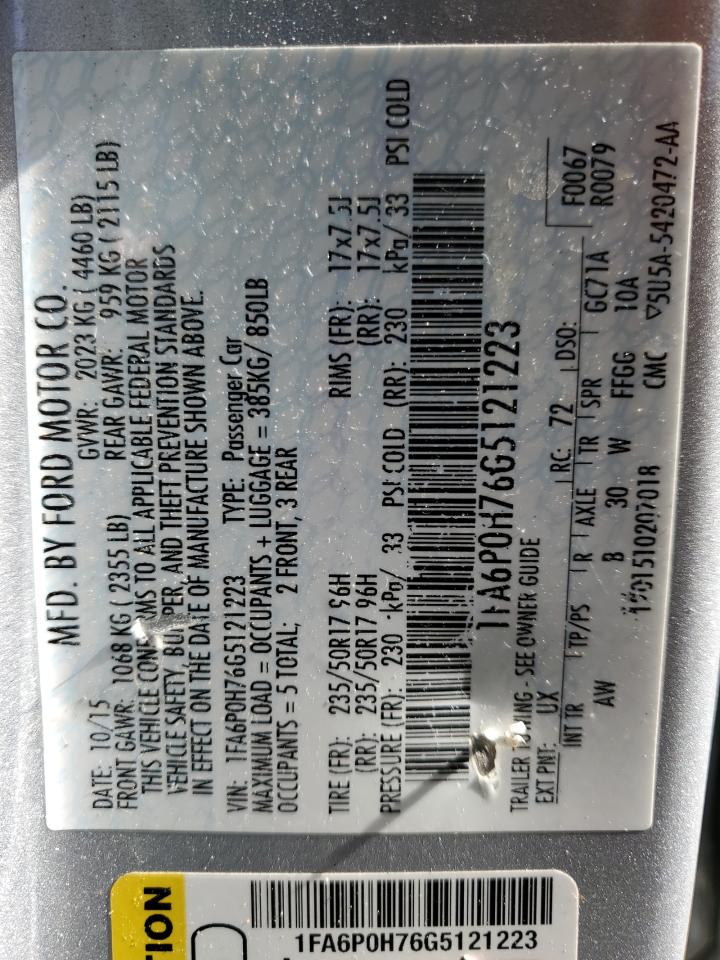 MFD. BY FORD MOTOR CO.
DATE: 10/15 GVWR: 2023 KG ( 4460 LB)
FRONT GAWR: 1068 KG ( 2355 LB) REAR GAWR: 959 KG ( 2115 LB)
THIS VEHICLE CONFORMS TO ALL APPLICABLE FEDERAL MOTOR
VEHICLE SAFETY, BUMPER, AND THEFT PREVENTION STANDARDS
IN EFFECT ON THE DATE OF MANUFACTURE SHOWN ABOVE.
VIN: 1FA6P0H76G5121223 TYPE: Passenger Car
MAXIMUM LOAD = OCCUPANTS + LUGGAGE = 385KG/ 850LB
OCCUPANTS = 5 TOTAL; 2 FRONT, 3 REAR
TIRE (FR): 235/50R17 96H RIMS (FR): 17x7.5J
(RR): 235/50R17 96H (RR): 17x7.5J
PRESSURE (FR): 230 kPa/ 33 PSI COLD (RR): 230 kPa/ 33 PSI COLD
1FA6P0H76G5121223
TRAILER TOWING - SEE OWNER GUIDE
EXT PNT: UX RC: 72 DSO: F0067
R0079
INT TR TP/PS R AXLE TR SPR GC71A
AW B 30 W FFGG 10A
CMC ▽5U5A-5420472-AA
TION
1FA6P0H76G5121223